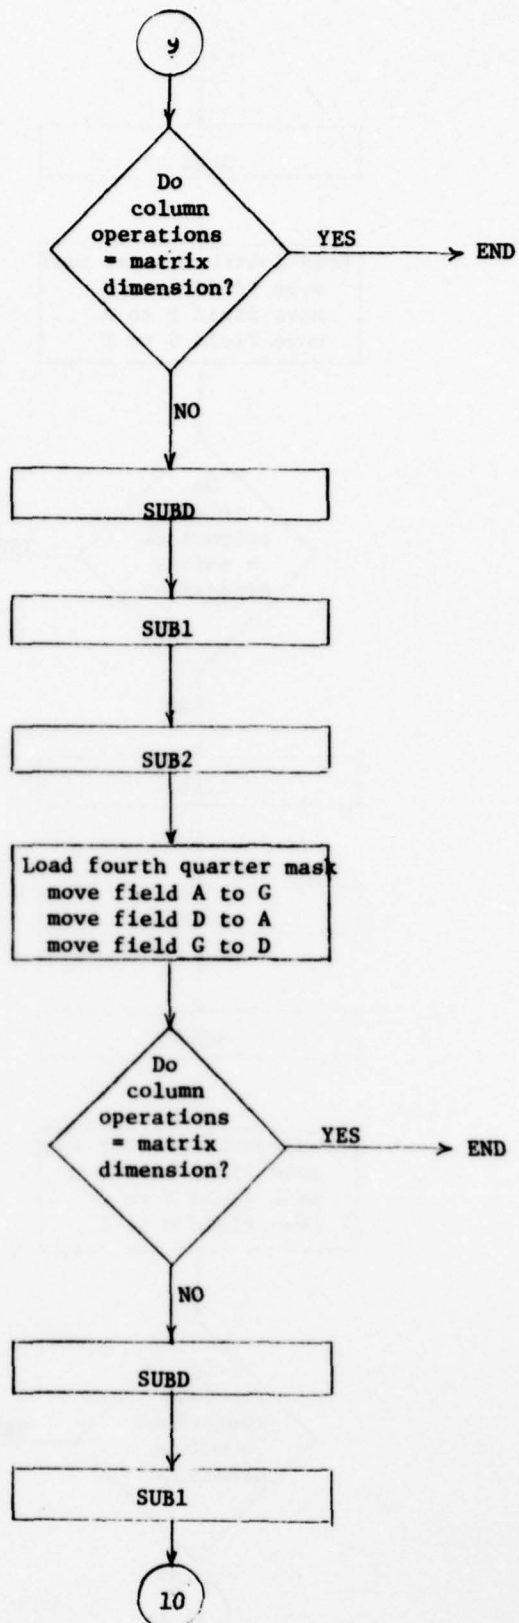 9
Do
column
operations
= matrix
dimension?
YES
END
NO
SUBD
SUB1
SUB2
Load fourth quarter mask
move field A to G
move field D to A
move field G to D
Do
column
operations
= matrix
dimension?
YES
END
NO
SUBD
SUB1
10